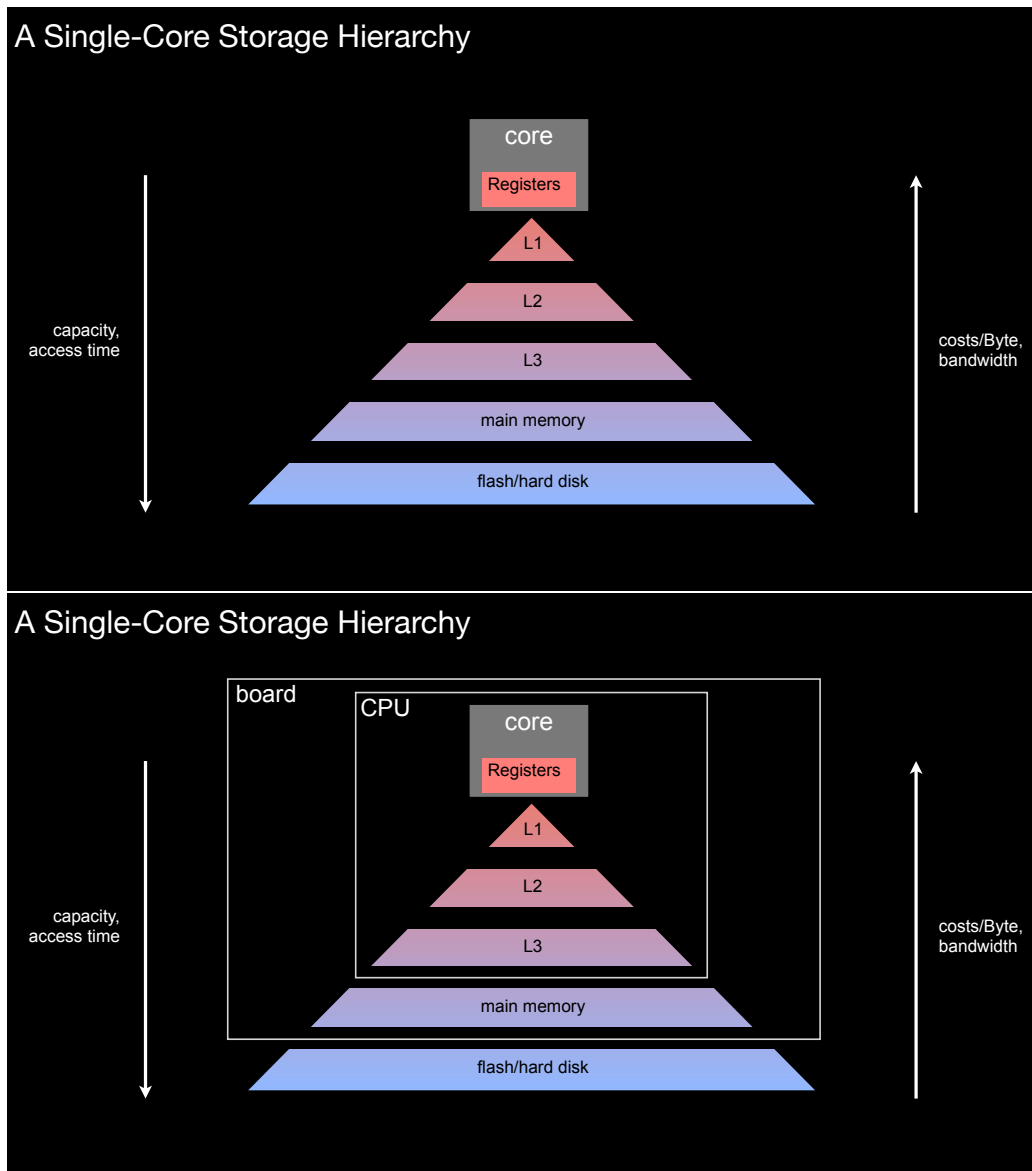 A Single-Core Storage Hierarchy
core
Registers
L1
L2
L3
main memory
flash/hard disk
capacity,
access time
costs/Byte,
bandwidth
A Single-Core Storage Hierarchy
board
CPU
core
Registers
L1
L2
L3
main memory
flash/hard disk
capacity,
access time
costs/Byte,
bandwidth